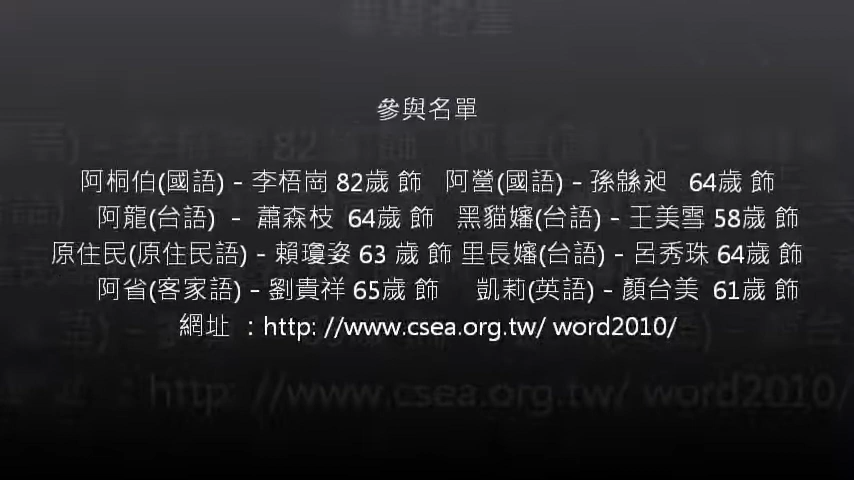 參與名單
阿桐伯(國語) - 李梧崗 82歲 飾 阿營(國語) - 孫繇昶 64歲 飾
阿龍(台語) - 蕭森枝 64歲 飾 黑貓嬸(台語) - 王美雪 58歲 飾
原住民(原住民語) - 賴瓊姿 63 歲 飾 里長嬸(台語) - 呂秀珠 64歲 飾
阿省(客家語) - 劉貴祥 65歲 飾 凱莉(英語) - 顏台美 61歲 飾
網址 : http: //www.csea.org.tw/ word2010/